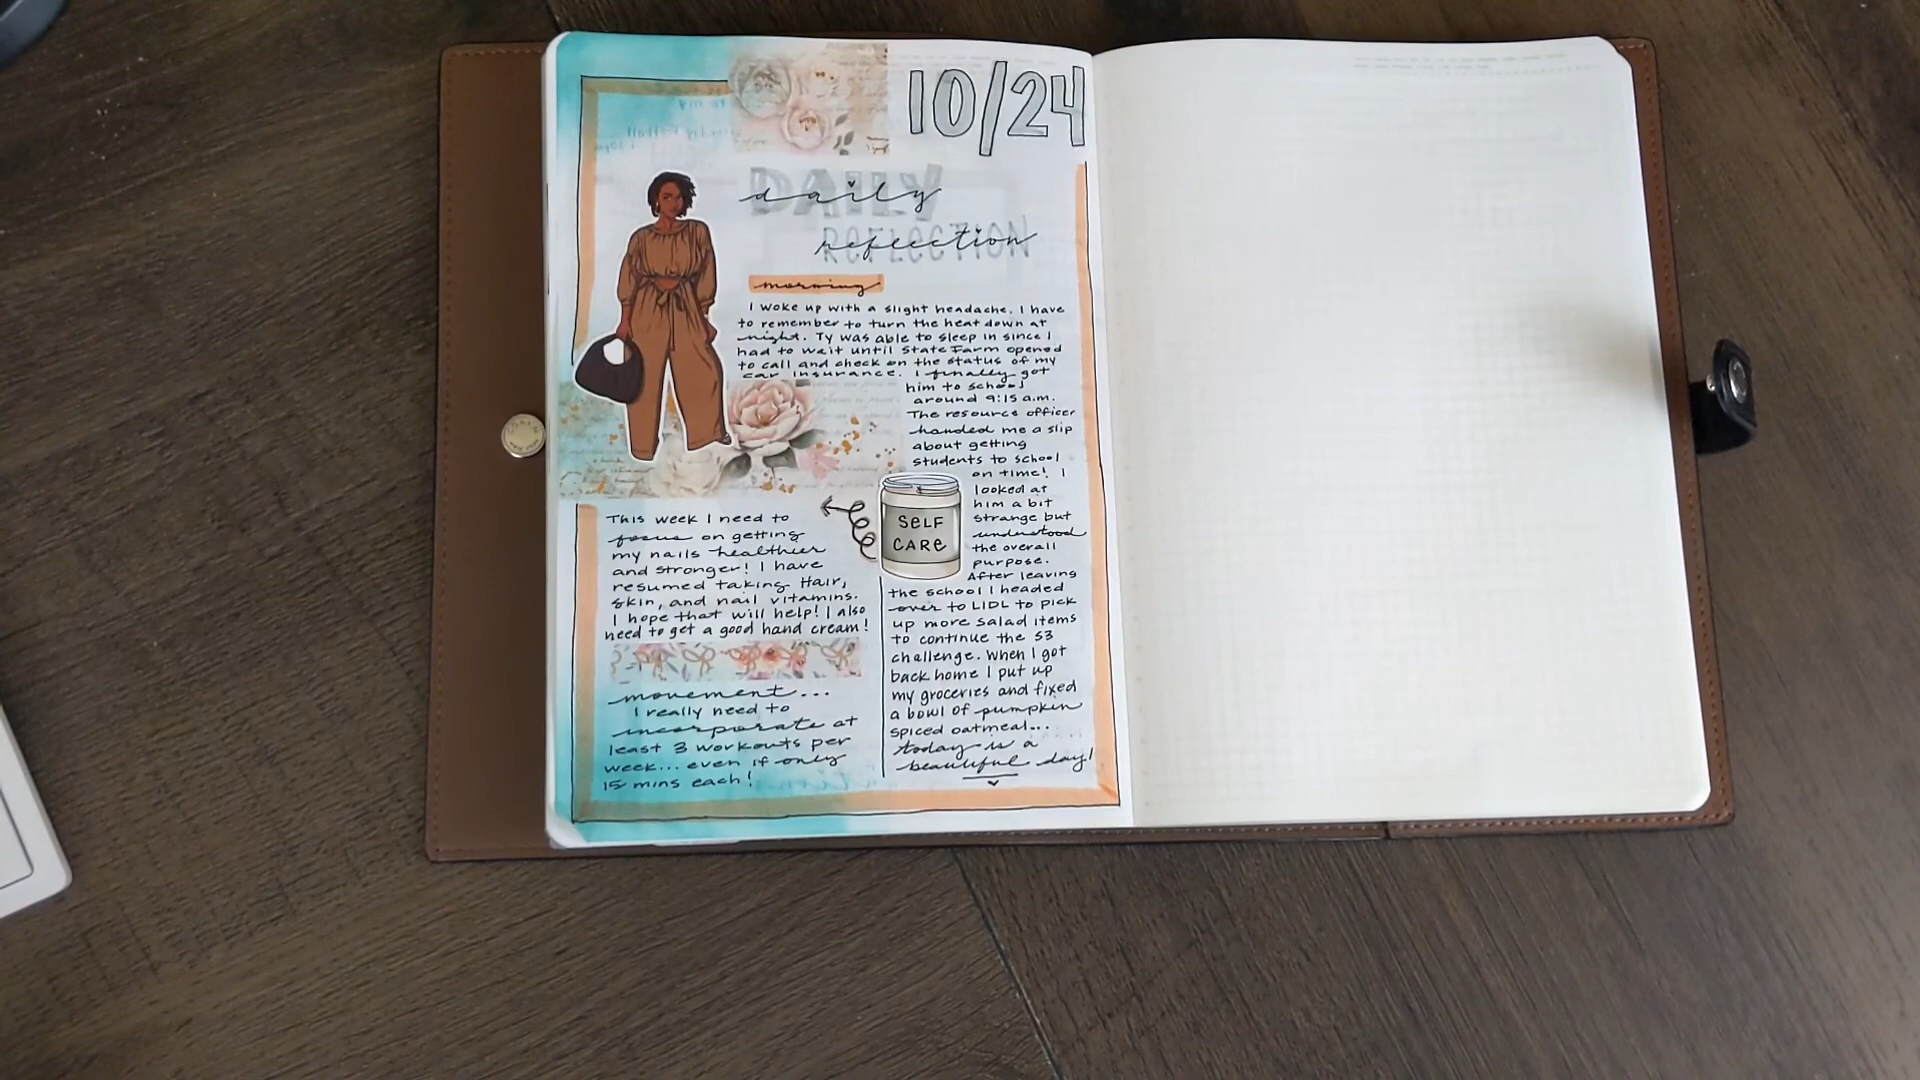 10/24
DAILY
daily
REFLECTION
reflection
morning
I woke up with a slight headache. I have
to remember to turn the heat down at
night. Ty was able to sleep in since I
had to wait until State Farm opened
to call and check on the status of my
car insurance. I finally got
him to school
around 9:15 a.m.
The resource officer
handed me a slip
about getting
students to school
on time! I
looked at
him a bit
strange but
understood
the overall
purpose.
After leaving
the school I headed
over to LIDL to pick
up more salad items
to continue the 53
challenge. When I got
back home I put up
my groceries and fixed
a bowl of pumpkin
spiced oatmeal...
today is a
beautiful day!
SELF
CARE
This week I need to
focus on getting
my nails healthier
and stronger! I have
resumed taking Hair,
skin, and nail vitamins.
I hope that will help! I also
need to get a good hand cream!
movement...
I really need to
incorporate at
least 3 workouts per
week... even if only
15 mins each!